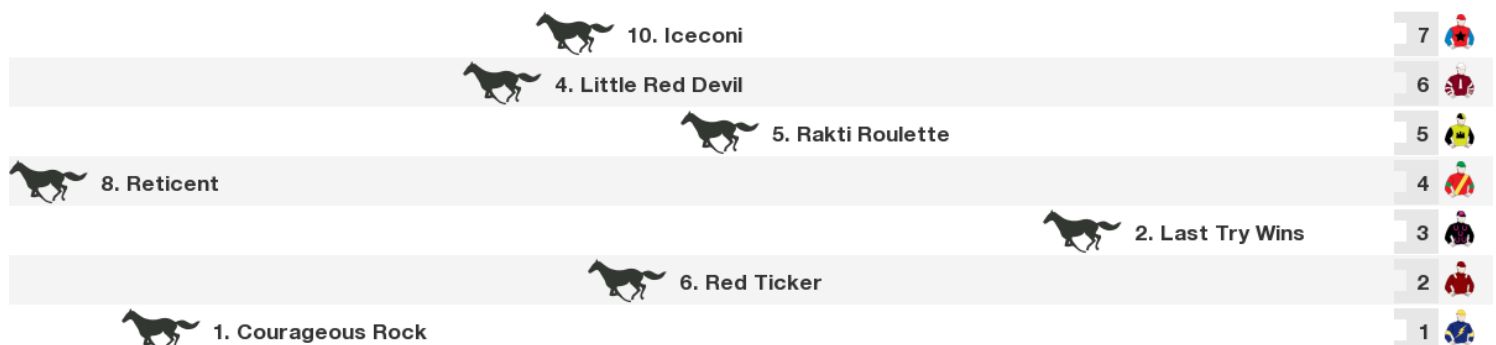 10. Iceconi 7
4. Little Red Devil 6
5. Rakti Roulette 5
8. Reticent 4
2. Last Try Wins 3
6. Red Ticker 2
1. Courageous Rock 1